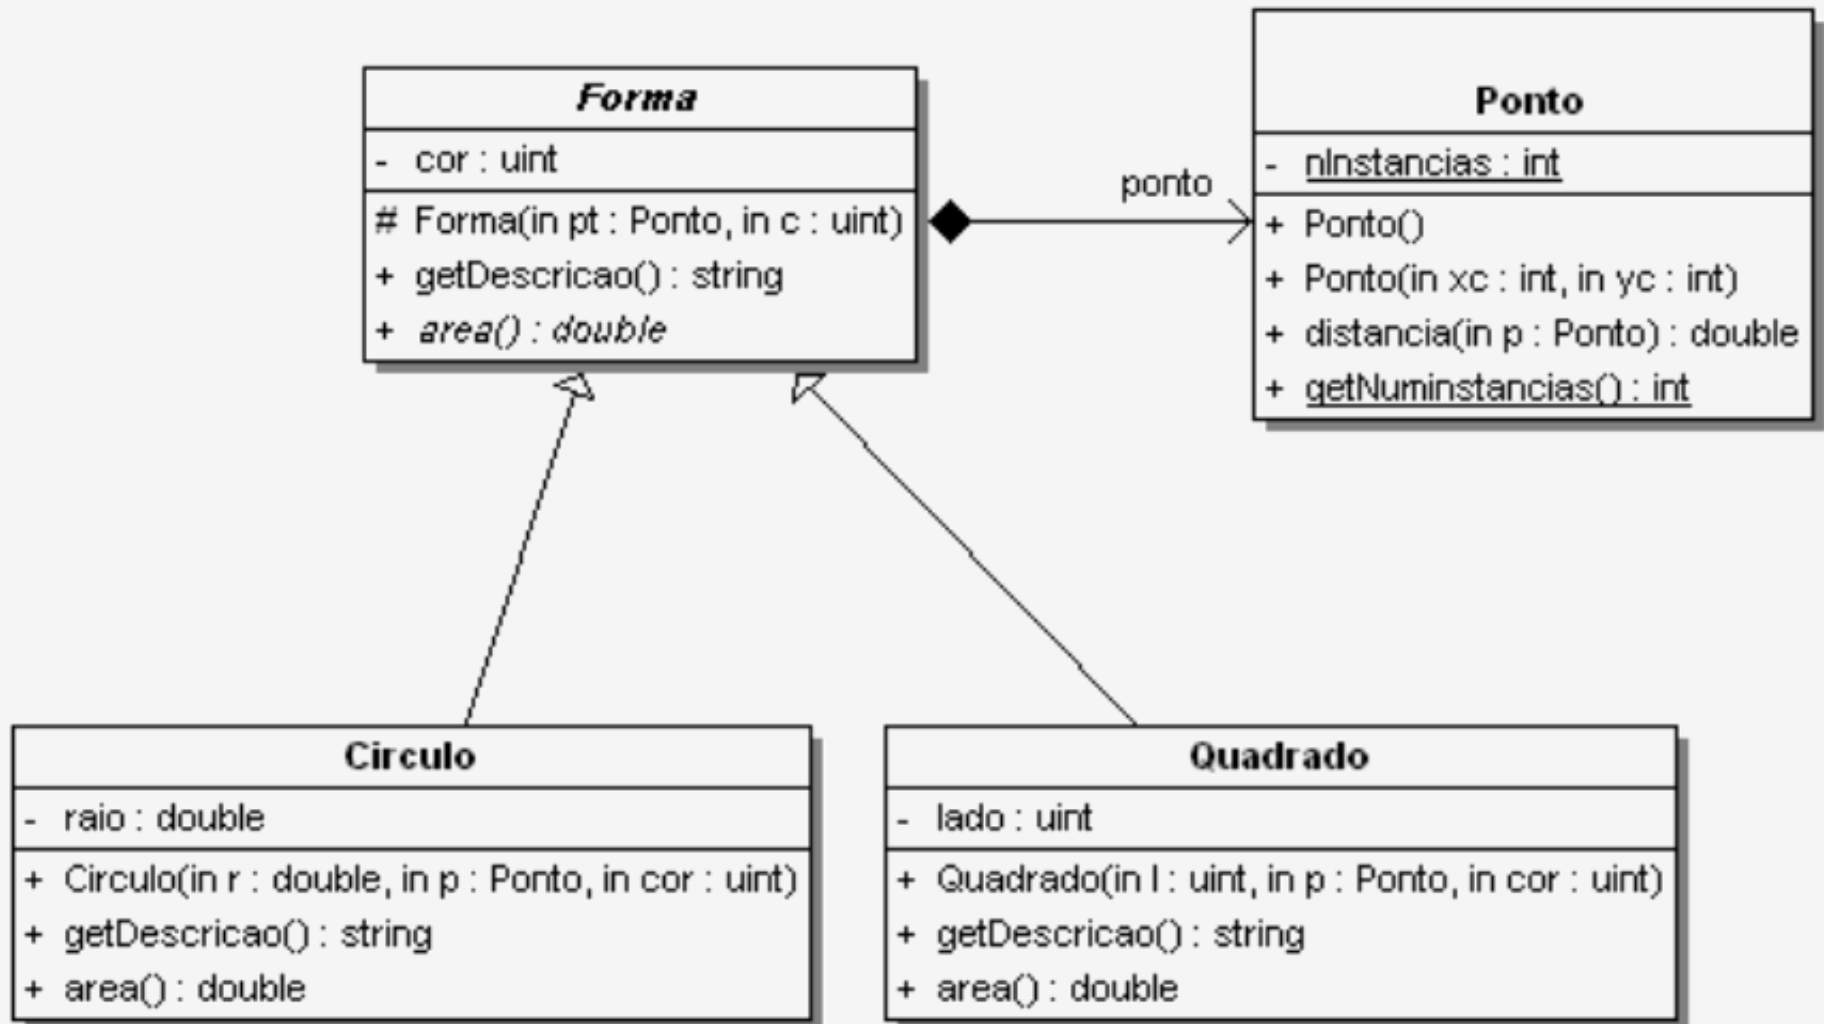 Forma
- cor : uint
# Forma(in pt : Ponto, in c : uint)
+ getDescricao() : string
+ area() : double
ponto
Ponto
- nInstancias : int
+ Ponto()
+ Ponto(in xc : int, in yc : int)
+ distancia(in p : Ponto) : double
+ getNuminstancias() : int
Circulo
- raio : double
+ Circulo(in r : double, in p : Ponto, in cor : uint)
+ getDescricao() : string
+ area() : double
Quadrado
- lado : uint
+ Quadrado(in l : uint, in p : Ponto, in cor : uint)
+ getDescricao() : string
+ area() : double